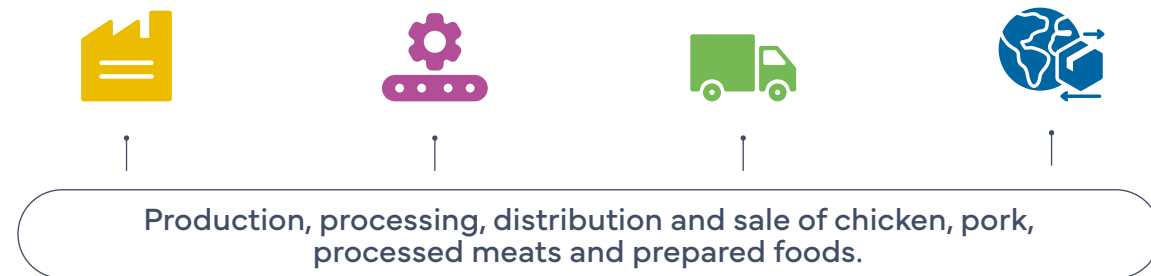 Production, processing, distribution and sale of chicken, pork,
processed meats and prepared foods.